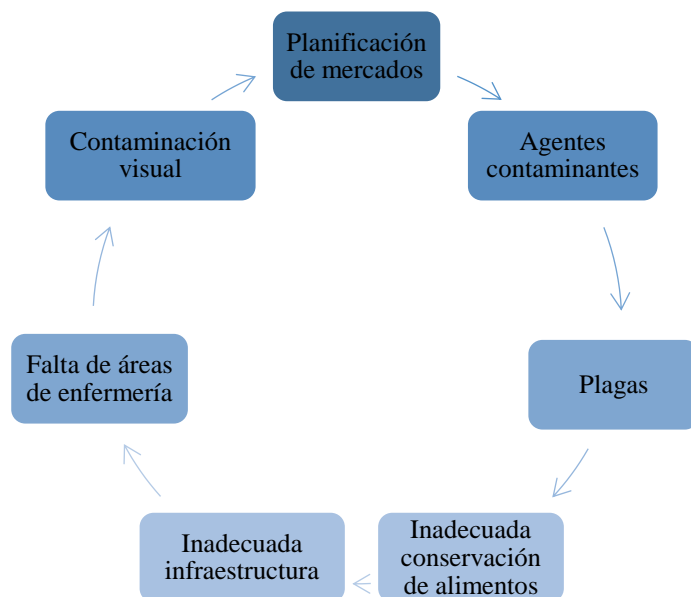 Planificación
de mercados
Agentes
contaminantes
Plagas
Inadecuada
conservación
de alimentos
Inadecuada
infraestructura
Falta de áreas
de enfermería
Contaminación
visual